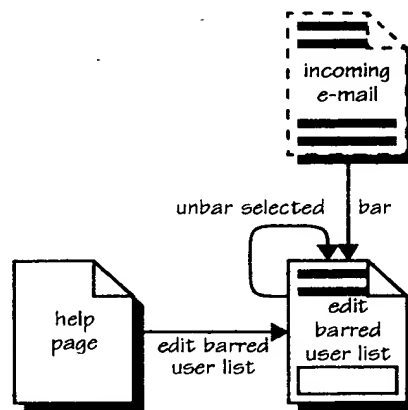 incoming
e-mail
unbar selected
bar
help
page
edit barred
user list
edit
barred
user list